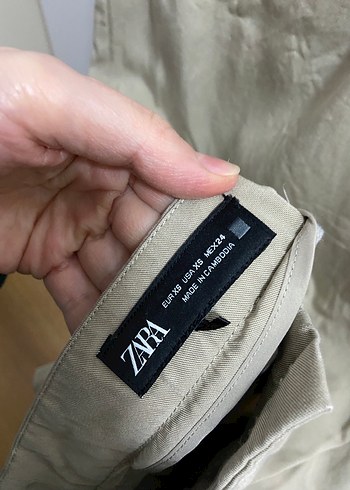 ZARA
EUR XS USA XS MEX 24
MADE IN CAMBODIA